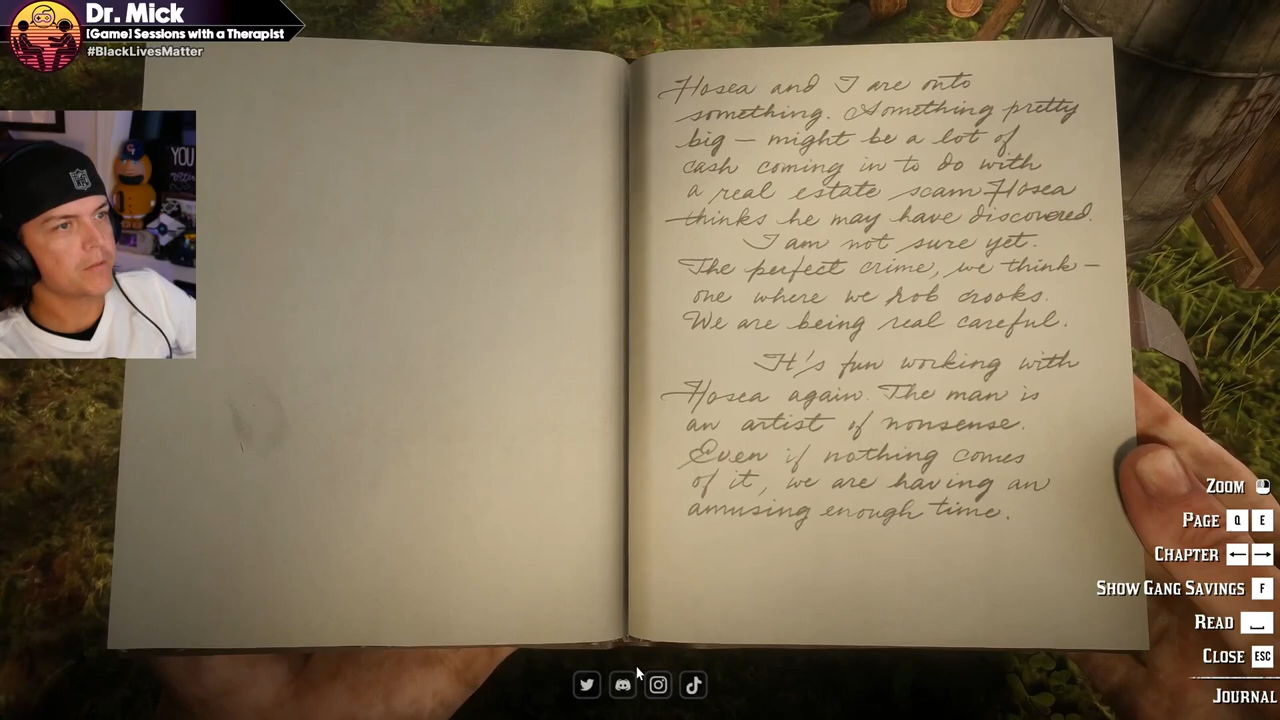 Dr. Mick
[Game] Sessions with a Therapist
#BlackLivesMatter
YOU
Hosea and I are onto
something. Something pretty
big – might be a lot of
cash coming in to do with
a real estate scam Hosea
thinks he may have discovered.
I am not sure yet.
The perfect crime, we think –
one where we rob crooks.
We are being real careful.
It's fun working with
Hosea again. The man is
an artist of nonsense.
Even if nothing comes
of it, we are having an
amusing enough time.
ZOOM
PAGE Q E
CHAPTER ← →
SHOW GANG SAVINGS F
READ
CLOSE ESC
JOURNAL